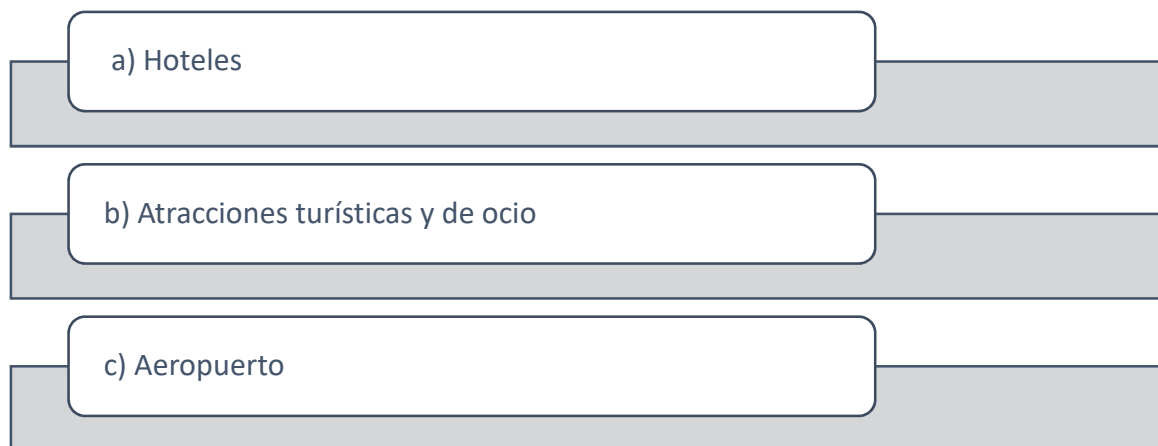 a) Hoteles
b) Atracciones turísticas y de ocio
c) Aeropuerto